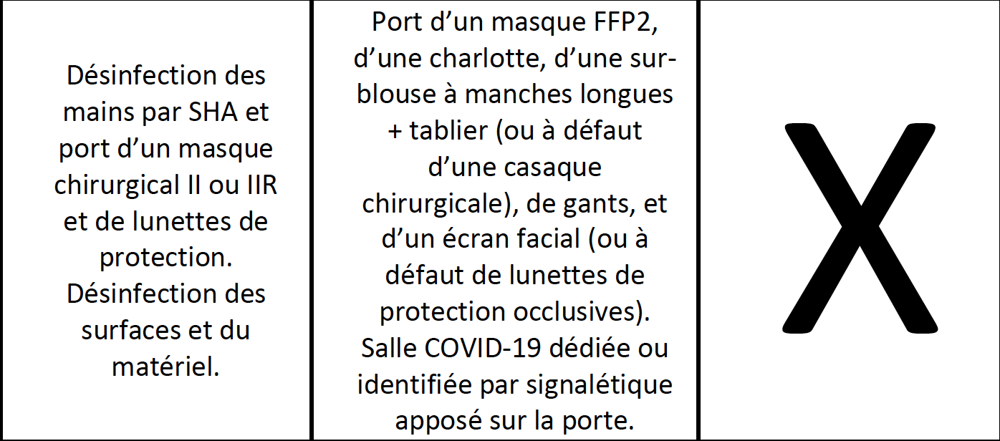 Désinfection des
mains par SHA et
port d’un masque
chirurgical II ou IIR
et de lunettes de
protection.
Désinfection des
surfaces et du
matériel.
Port d’un masque FFP2,
d’une charlotte, d’une sur-
blouse à manches longues
+ tablier (ou à défaut
d’une casaque
chirurgicale), de gants, et
d’un écran facial (ou à
défaut de lunettes de
protection occlusives).
Salle COVID-19 dédiée ou
identifiée par signalétique
apposé sur la porte.
X